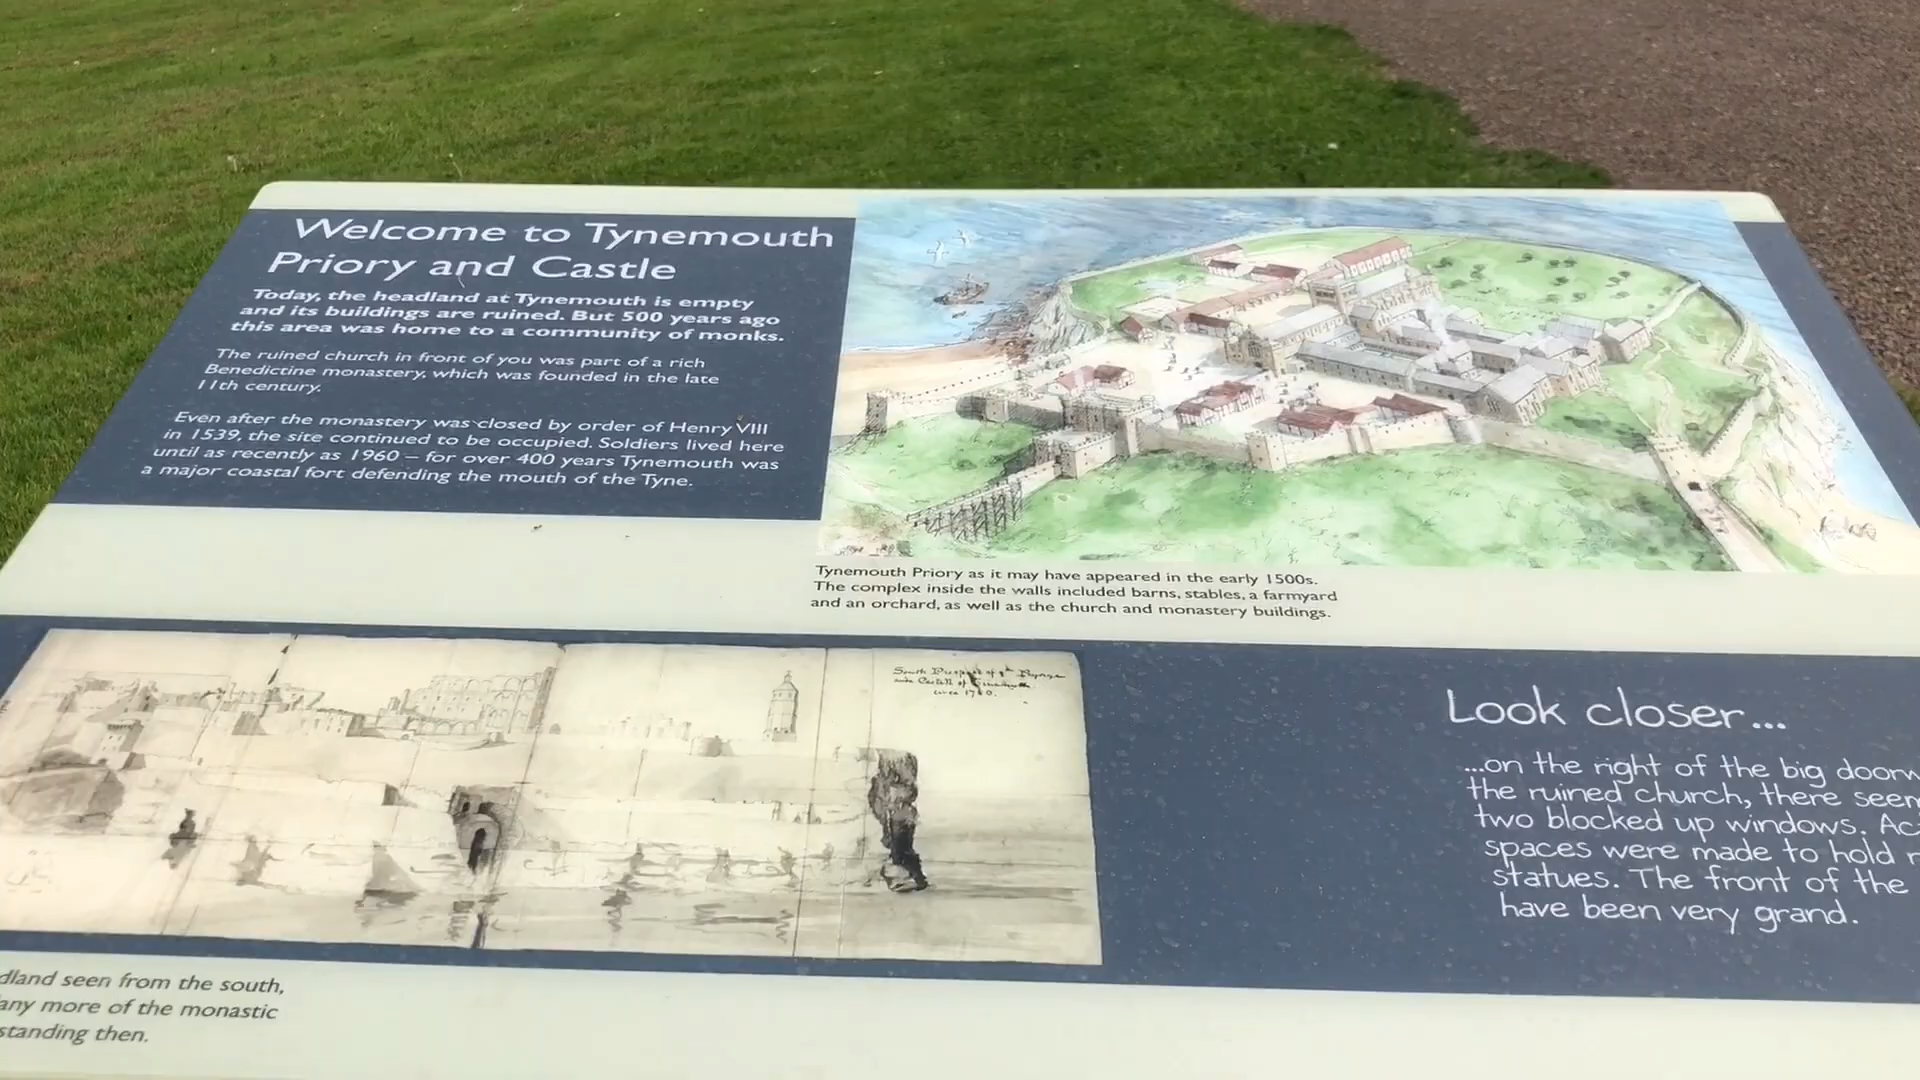 Welcome to Tynemouth
Priory and Castle
Today, the headland at Tynemouth is empty
and its buildings are ruined. But 500 years ago
this area was home to a community of monks.
The ruined church in front of you was part of a rich
Benedictine monastery, which was founded in the late
11th century.
Even after the monastery was closed by order of Henry VIII
in 1539, the site continued to be occupied. Soldiers lived here
until as recently as 1960 – for over 400 years Tynemouth was
a major coastal fort defending the mouth of the Tyne.
Tynemouth Priory as it may have appeared in the early 1500s.
The complex inside the walls included barns, stables, a farmyard
and an orchard, as well as the church and monastery buildings.
South
Castell of
circa
Look closer...
...on the right of the big doorw
the ruined church, there seem
two blocked up windows. Ac
spaces were made to hold r
statues. The front of the
have been very grand.
dland seen from the south,
any more of the monastic
standing then.